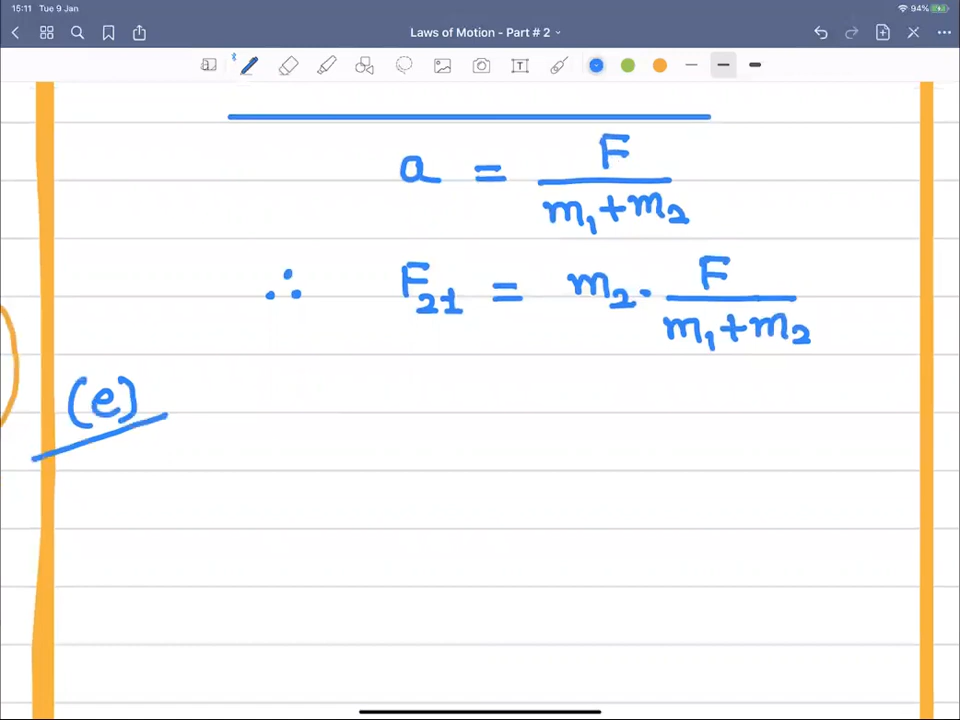 15:11 Tue 9 Jan
94%
Laws of Motion - Part # 2
T
a = F / (m₁+m₂)
∴ F₂₁ = m₂ · F / (m₁+m₂)
(e)